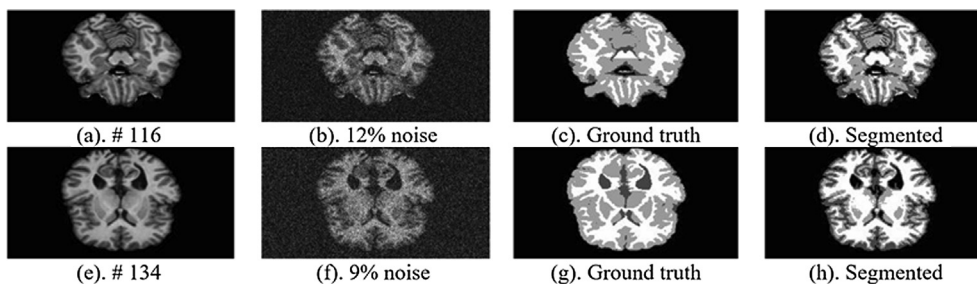 (a). # 116
(b). 12% noise
(c). Ground truth
(d). Segmented
(e). # 134
(f). 9% noise
(g). Ground truth
(h). Segmented